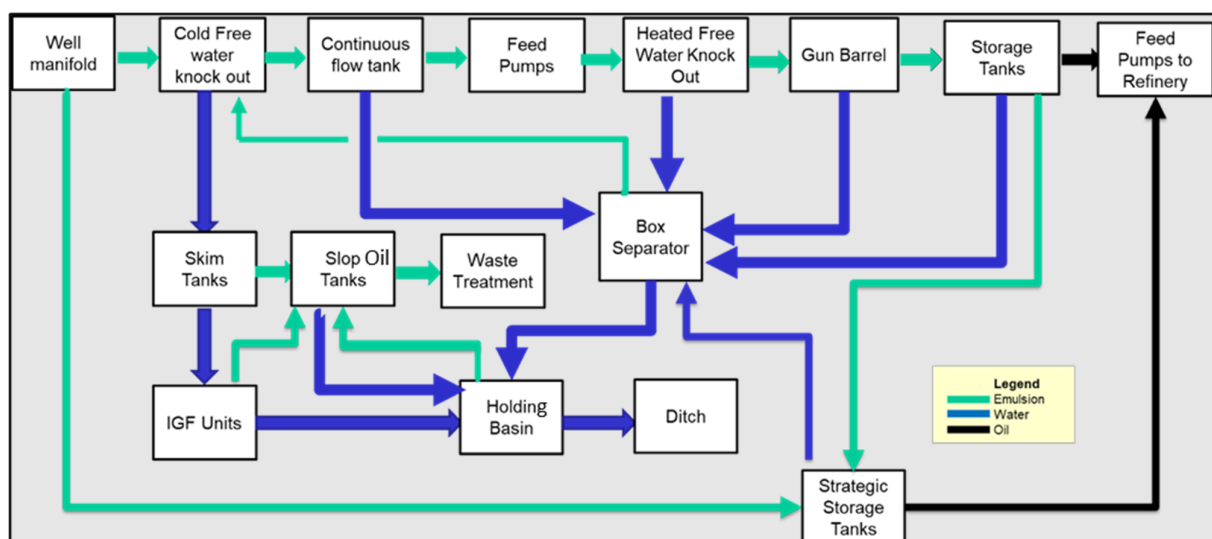 Well
manifold
Cold Free
water
knock out
Continuous
flow tank
Feed
Pumps
Heated Free
Water Knock
Out
Gun Barrel
Storage
Tanks
Feed
Pumps to
Refinery
Skim
Tanks
Slop Oil
Tanks
Waste
Treatment
Box
Separator
IGF Units
Holding
Basin
Ditch
Legend
Emulsion
Water
Oil
Strategic
Storage
Tanks